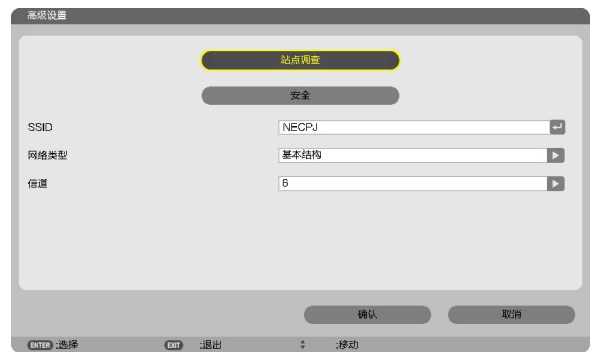 高级设置
站点调查
安全
SSID NECPJ
网络类型 基本结构
信道 6
确认 取消
ENTER :选择 EXIT :退出 :移动